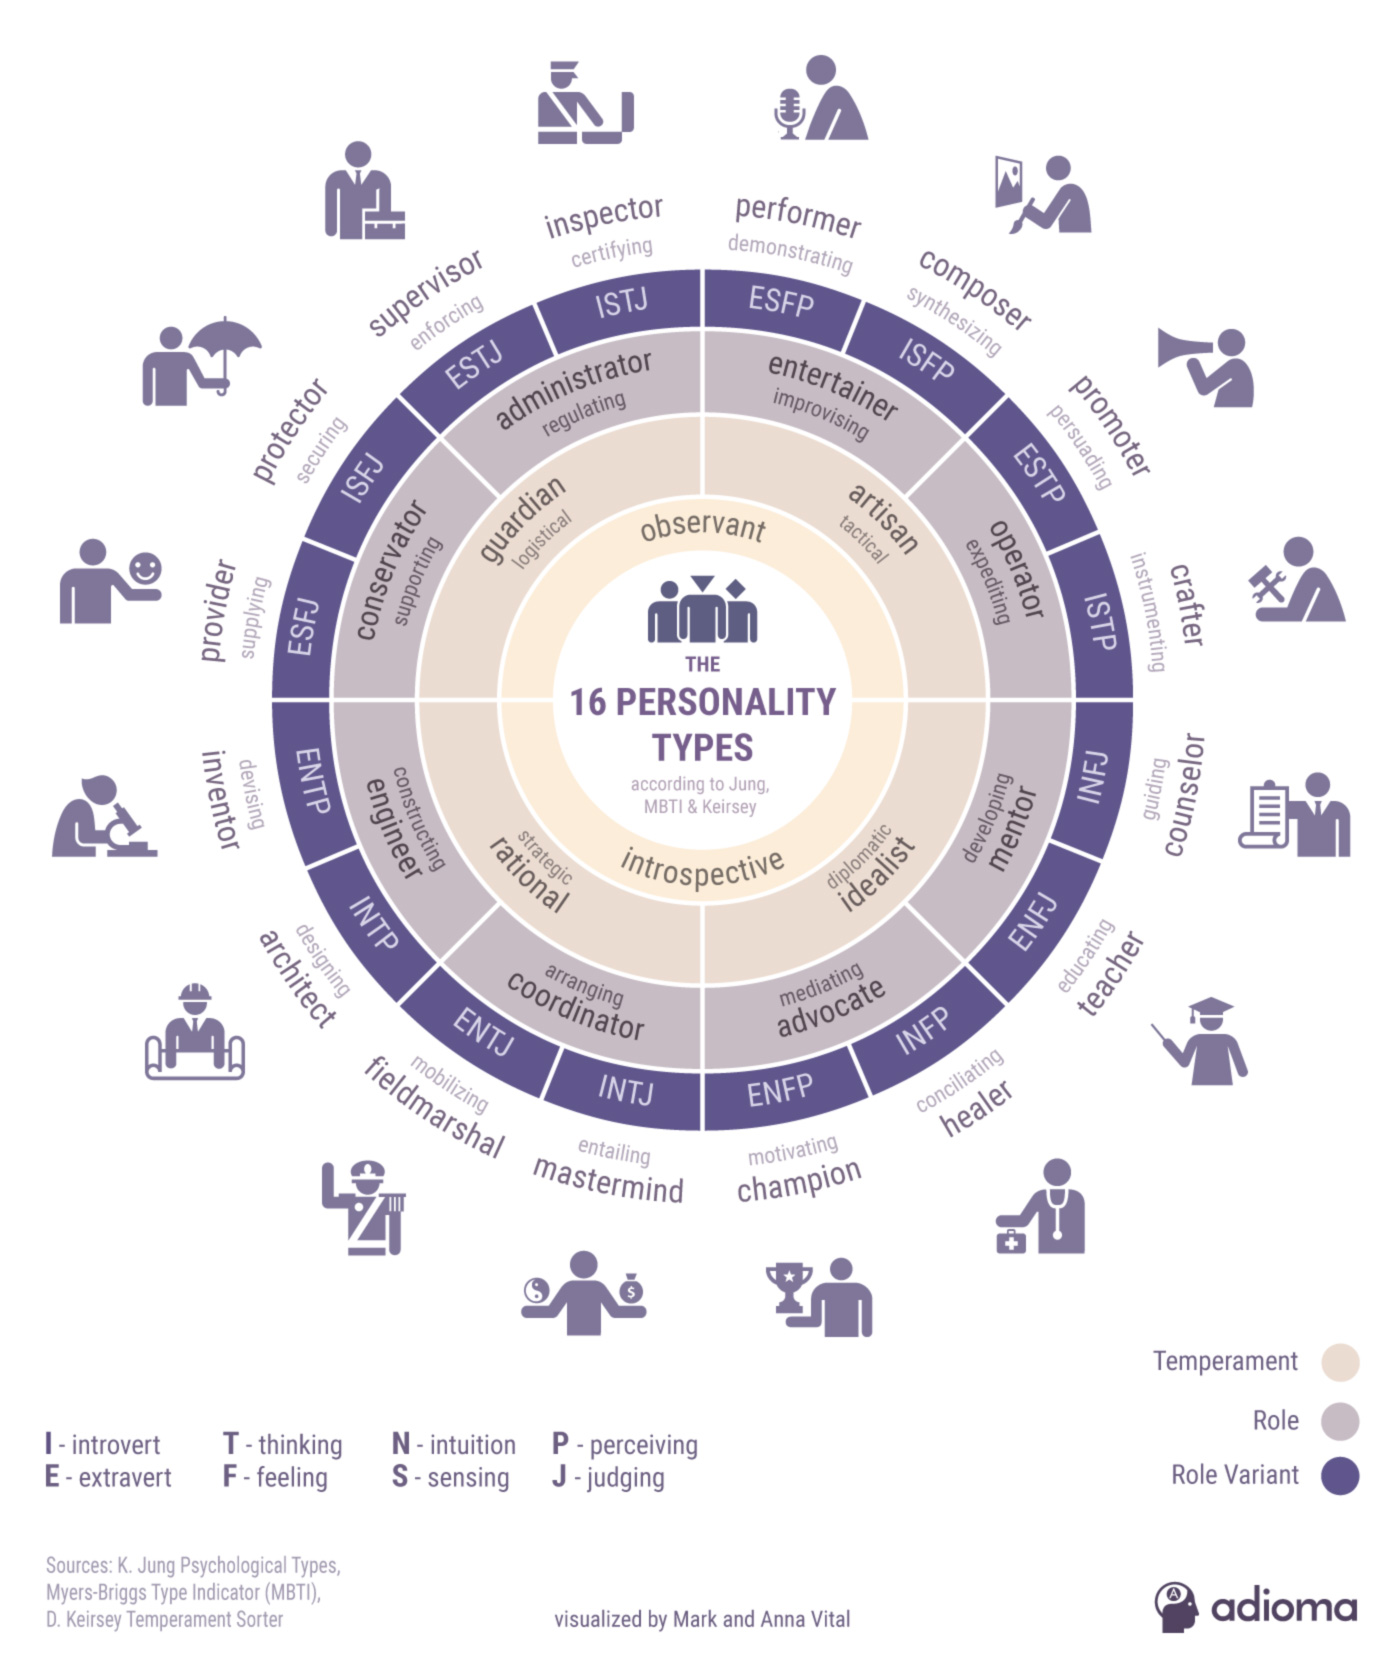 inspector
certifying
performer
demonstrating
supervisor
enforcing
composer
synthesizing
protector
securing
promoter
persuading
provider
supplying
crafter
instrumenting
inventor
devising
counselor
guiding
architect
designing
teacher
educating
fieldmarshal
mobilizing
healer
conciliating
mastermind
entailing
champion
motivating
ISTJ
ESFP
ESTJ
ISFP
ISFJ
ESTP
ESFJ
ISTP
ENTP
INFJ
INTP
ENFJ
ENTJ
INFP
INTJ
ENFP
administrator
regulating
entertainer
improvising
conservator
supporting
operator
expediting
constructing
engineer
developing
mentor
arranging
coordinator
mediating
advocate
guardian
logistical
artisan
tactical
strategic
rational
diplomatic
idealist
observant
introspective
THE
16 PERSONALITY
TYPES
according to Jung,
MBTI & Keirsey
Temperament
Role
Role Variant
I - introvert
E - extravert
T - thinking
F - feeling
N - intuition
S - sensing
P - perceiving
J - judging
Sources: K. Jung Psychological Types,
Myers-Briggs Type Indicator (MBTI),
D. Keirsey Temperament Sorter
visualized by Mark and Anna Vital
A
adioma
$